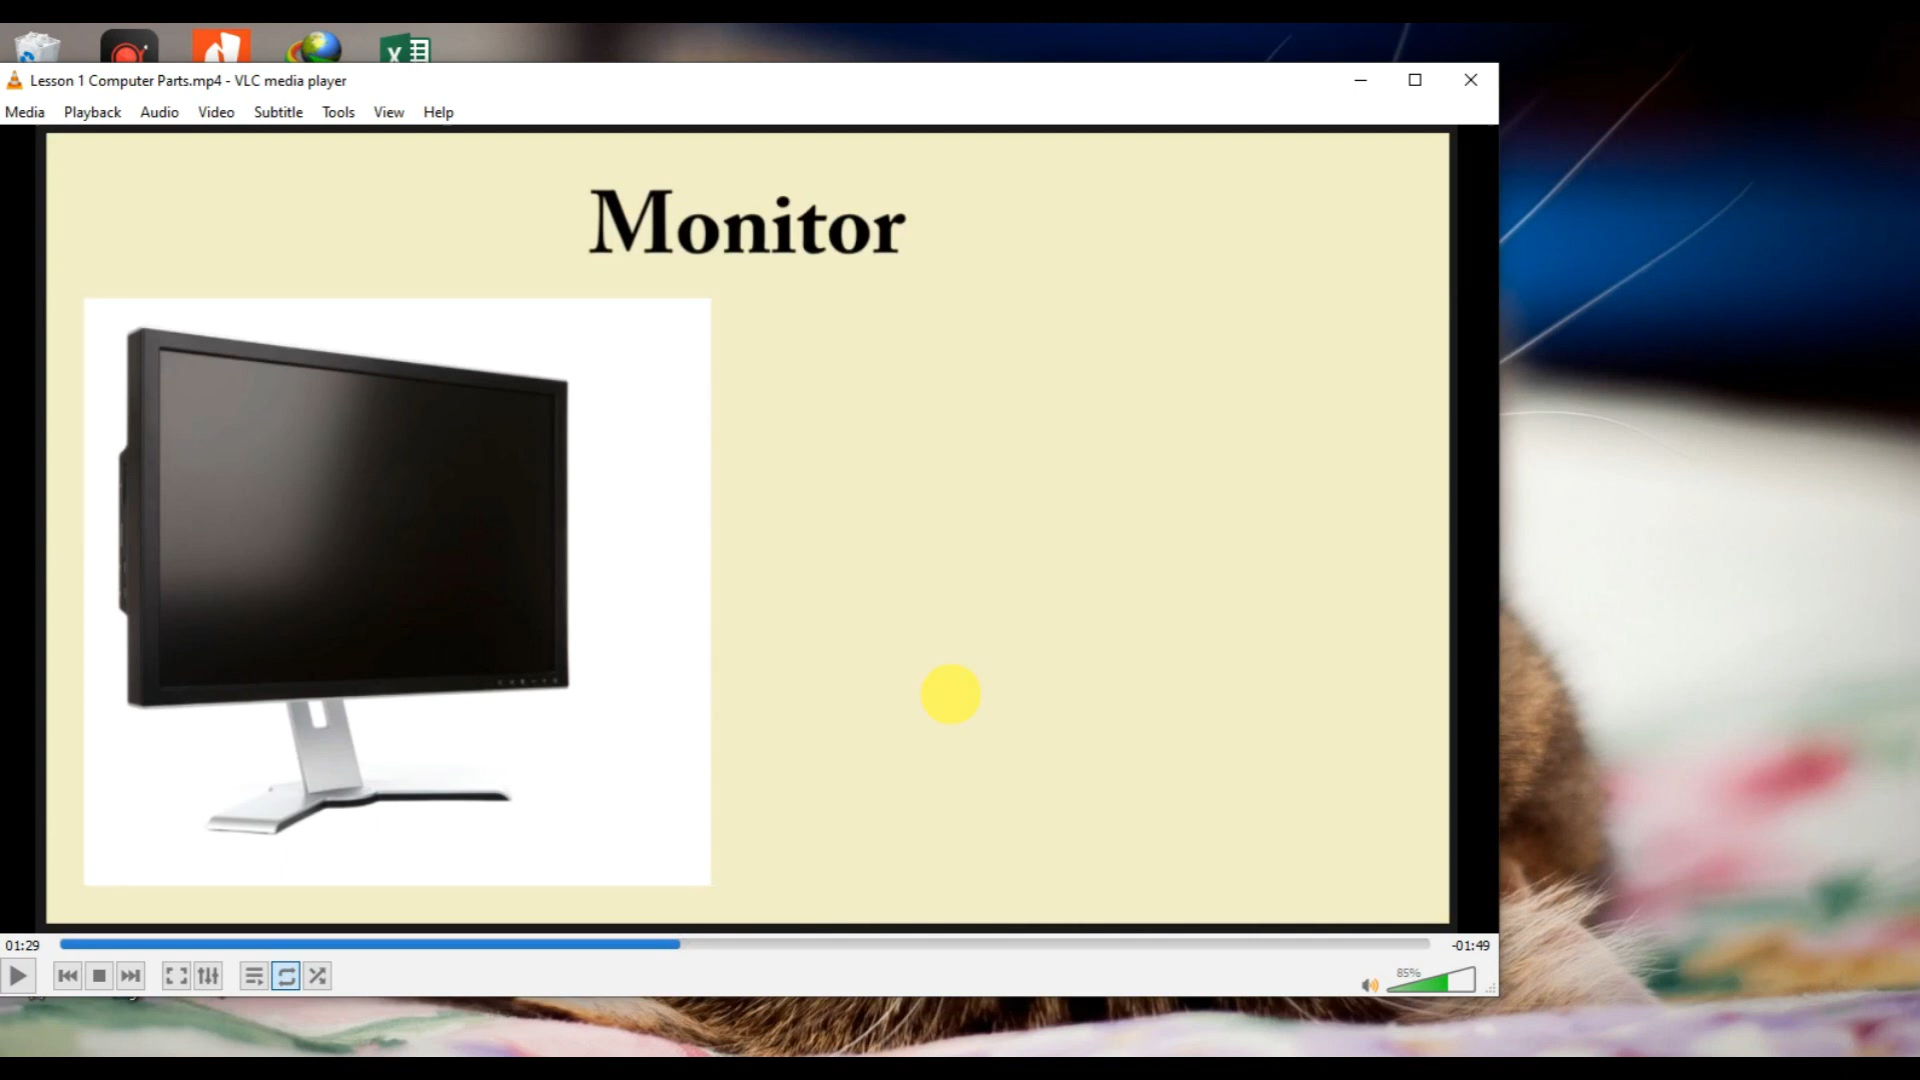 Lesson 1 Computer Parts.mp4 - VLC media player
Media Playback Audio Video Subtitle Tools View Help
Monitor
01:29
-01:49
85%